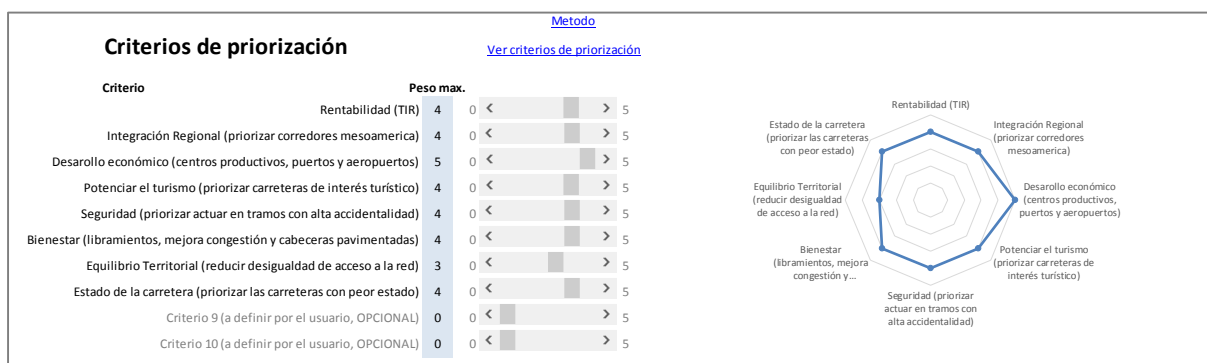 Metodo
Criterios de priorización
Ver criterios de priorización
Criterio Peso max.
Rentabilidad (TIR) 4 0 < > 5
Integración Regional (priorizar corredores mesoamerica) 4 0 < > 5
Desarollo económico (centros productivos, puertos y aeropuertos) 5 0 < > 5
Potenciar el turismo (priorizar carreteras de interés turístico) 4 0 < > 5
Seguridad (priorizar actuar en tramos con alta accidentalidad) 4 0 < > 5
Bienestar (libramientos, mejora congestión y cabeceras pavimentadas) 4 0 < > 5
Equilibrio Territorial (reducir desigualdad de acceso a la red) 3 0 < > 5
Estado de la carretera (priorizar las carreteras con peor estado) 4 0 < > 5
Criterio 9 (a definir por el usuario, OPCIONAL) 0 0 < > 5
Criterio 10 (a definir por el usuario, OPCIONAL) 0 0 < > 5
Rentabilidad (TIR)
Integración Regional
(priorizar corredores
mesoamerica)
Desarollo económico
(centros productivos,
puertos y aeropuertos)
Potenciar el turismo
(priorizar carreteras de
interés turístico)
Seguridad (priorizar
actuar en tramos con
alta accidentalidad)
Bienestar
(libramientos, mejora
congestión y...
Equilibrio Territorial
(reducir desigualdad
de acceso a la red)
Estado de la carretera
(priorizar las carreteras
con peor estado)